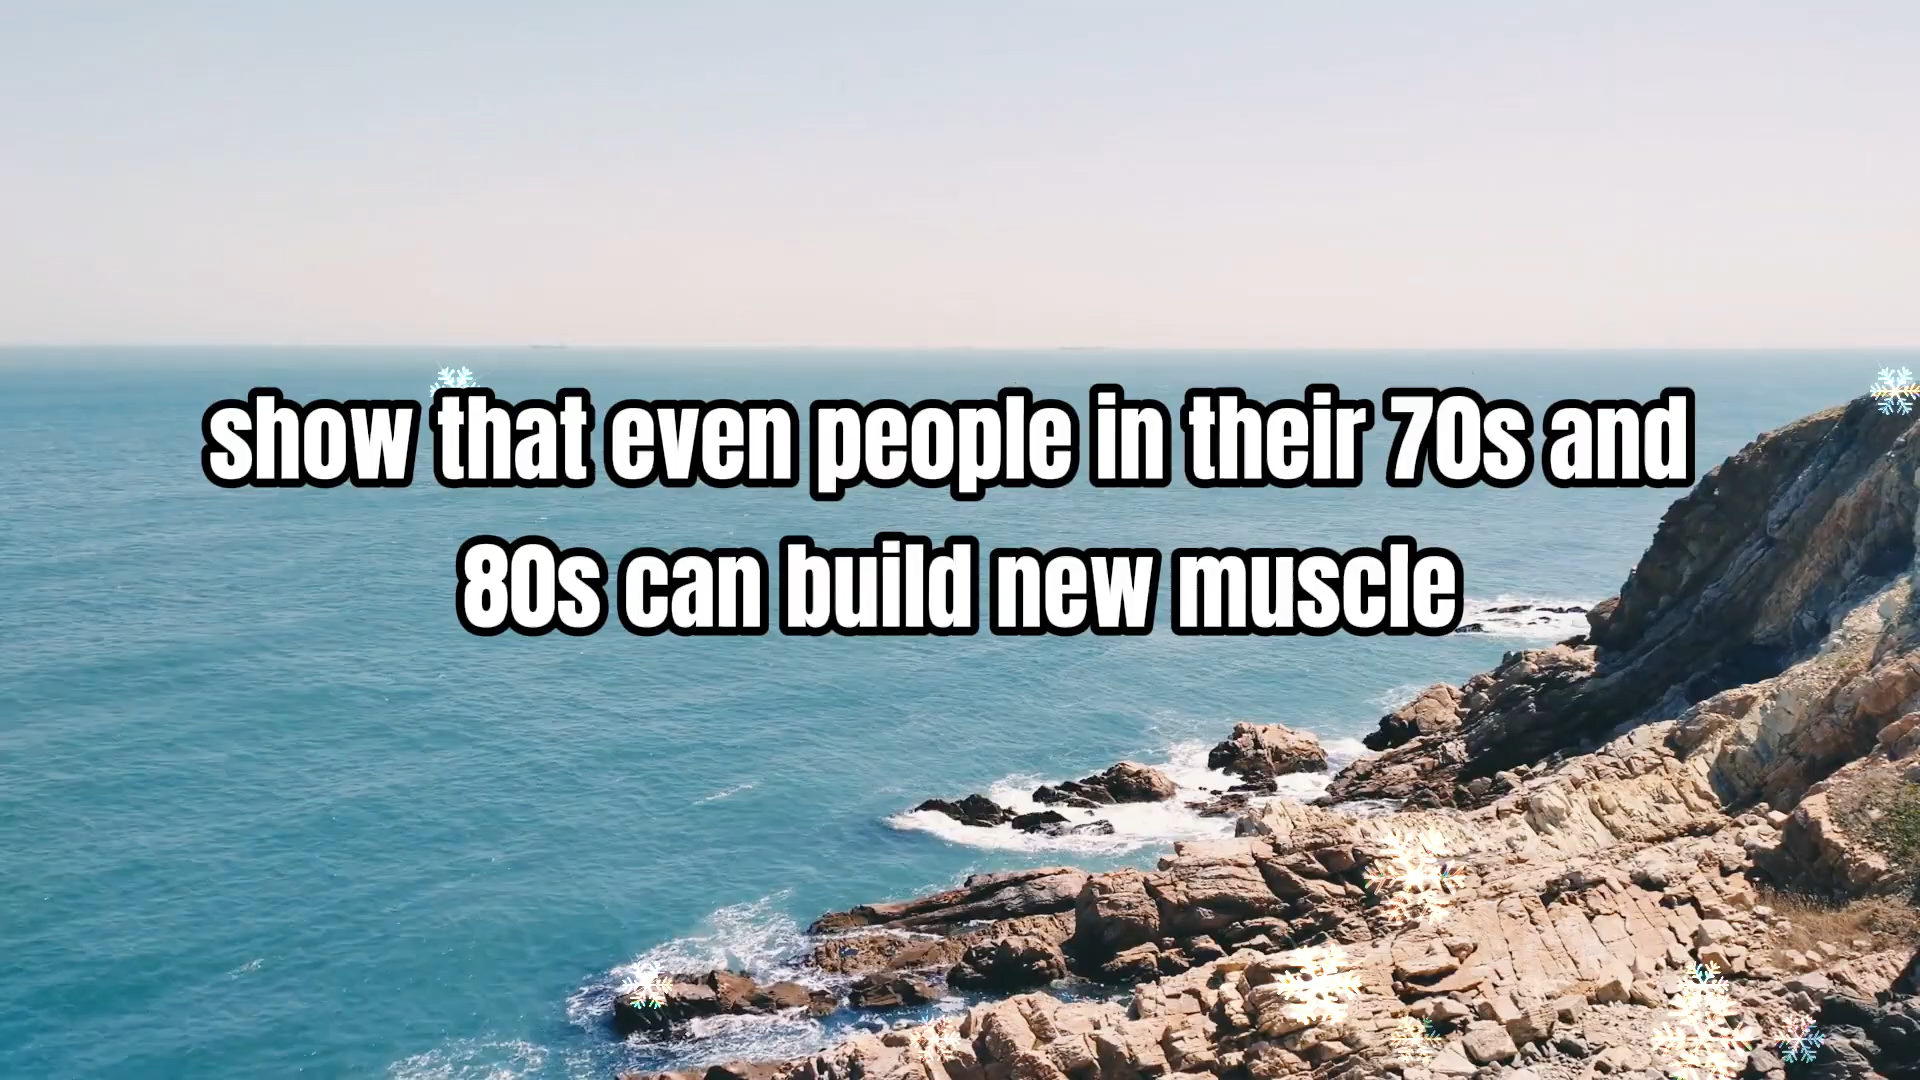 show that even people in their 70s and
80s can build new muscle